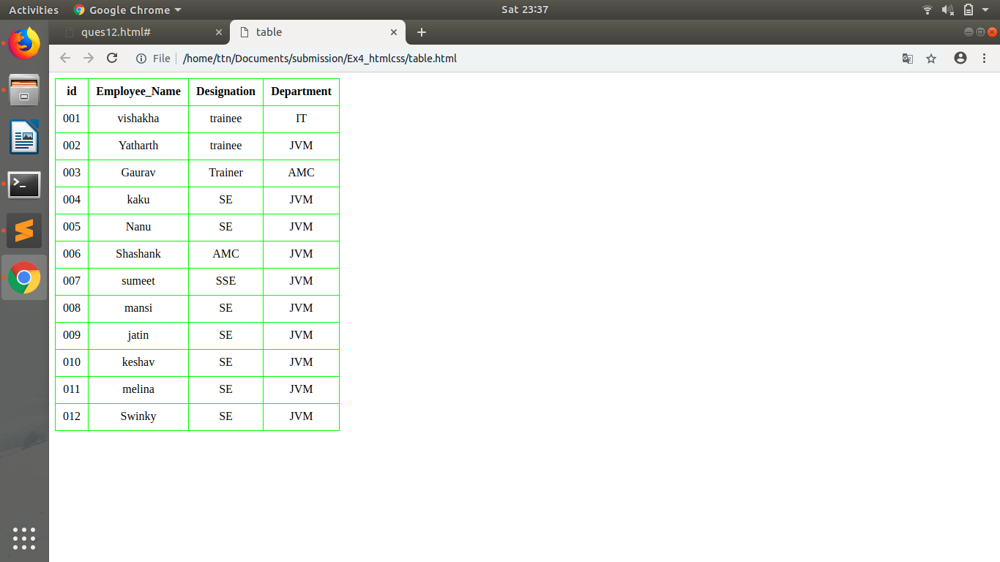 Activities Google Chrome Sat 23:37
ques12.html# table
File /home/ttn/Documents/submission/Ex4_htmlcss/table.html
id Employee_Name Designation Department
001 vishakha trainee IT
002 Yatharth trainee JVM
003 Gaurav Trainer AMC
004 kaku SE JVM
005 Nanu SE JVM
006 Shashank AMC JVM
007 sumeet SSE JVM
008 mansi SE JVM
009 jatin SE JVM
010 keshav SE JVM
011 melina SE JVM
012 Swinky SE JVM